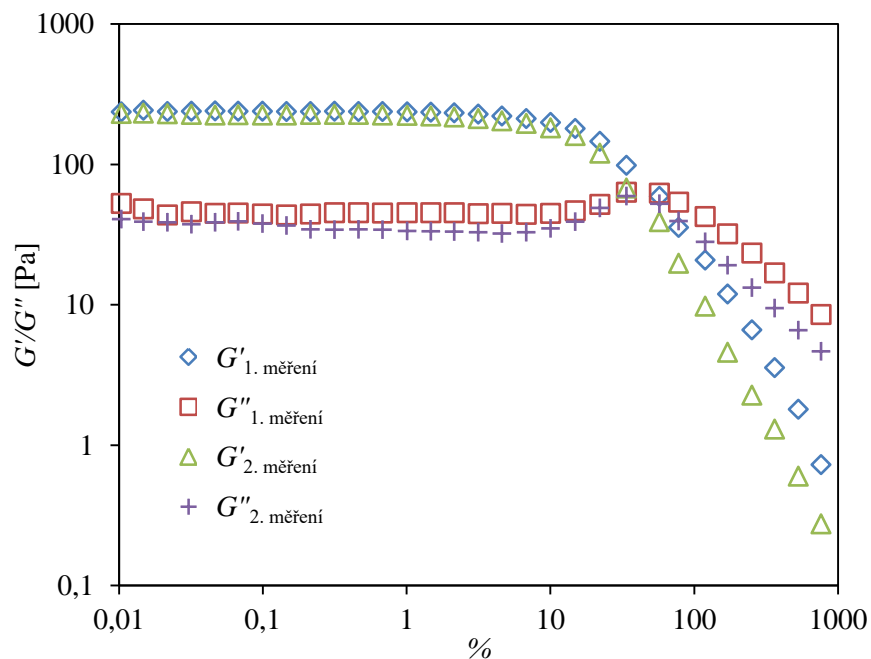 1000
100
10
1
0,1
G'/G'' [Pa]
G'1. měření
G''1. měření
G'2. měření
G''2. měření
0,01 0,1 1 10 100 1000
%